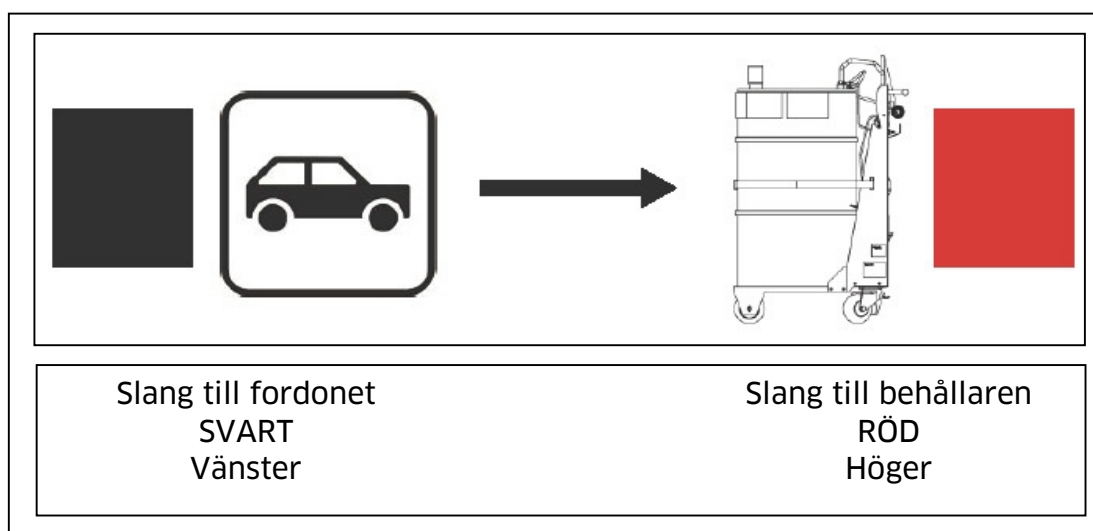 Slang till fordonet
SVART
Vänster
Slang till behållaren
RÖD
Höger